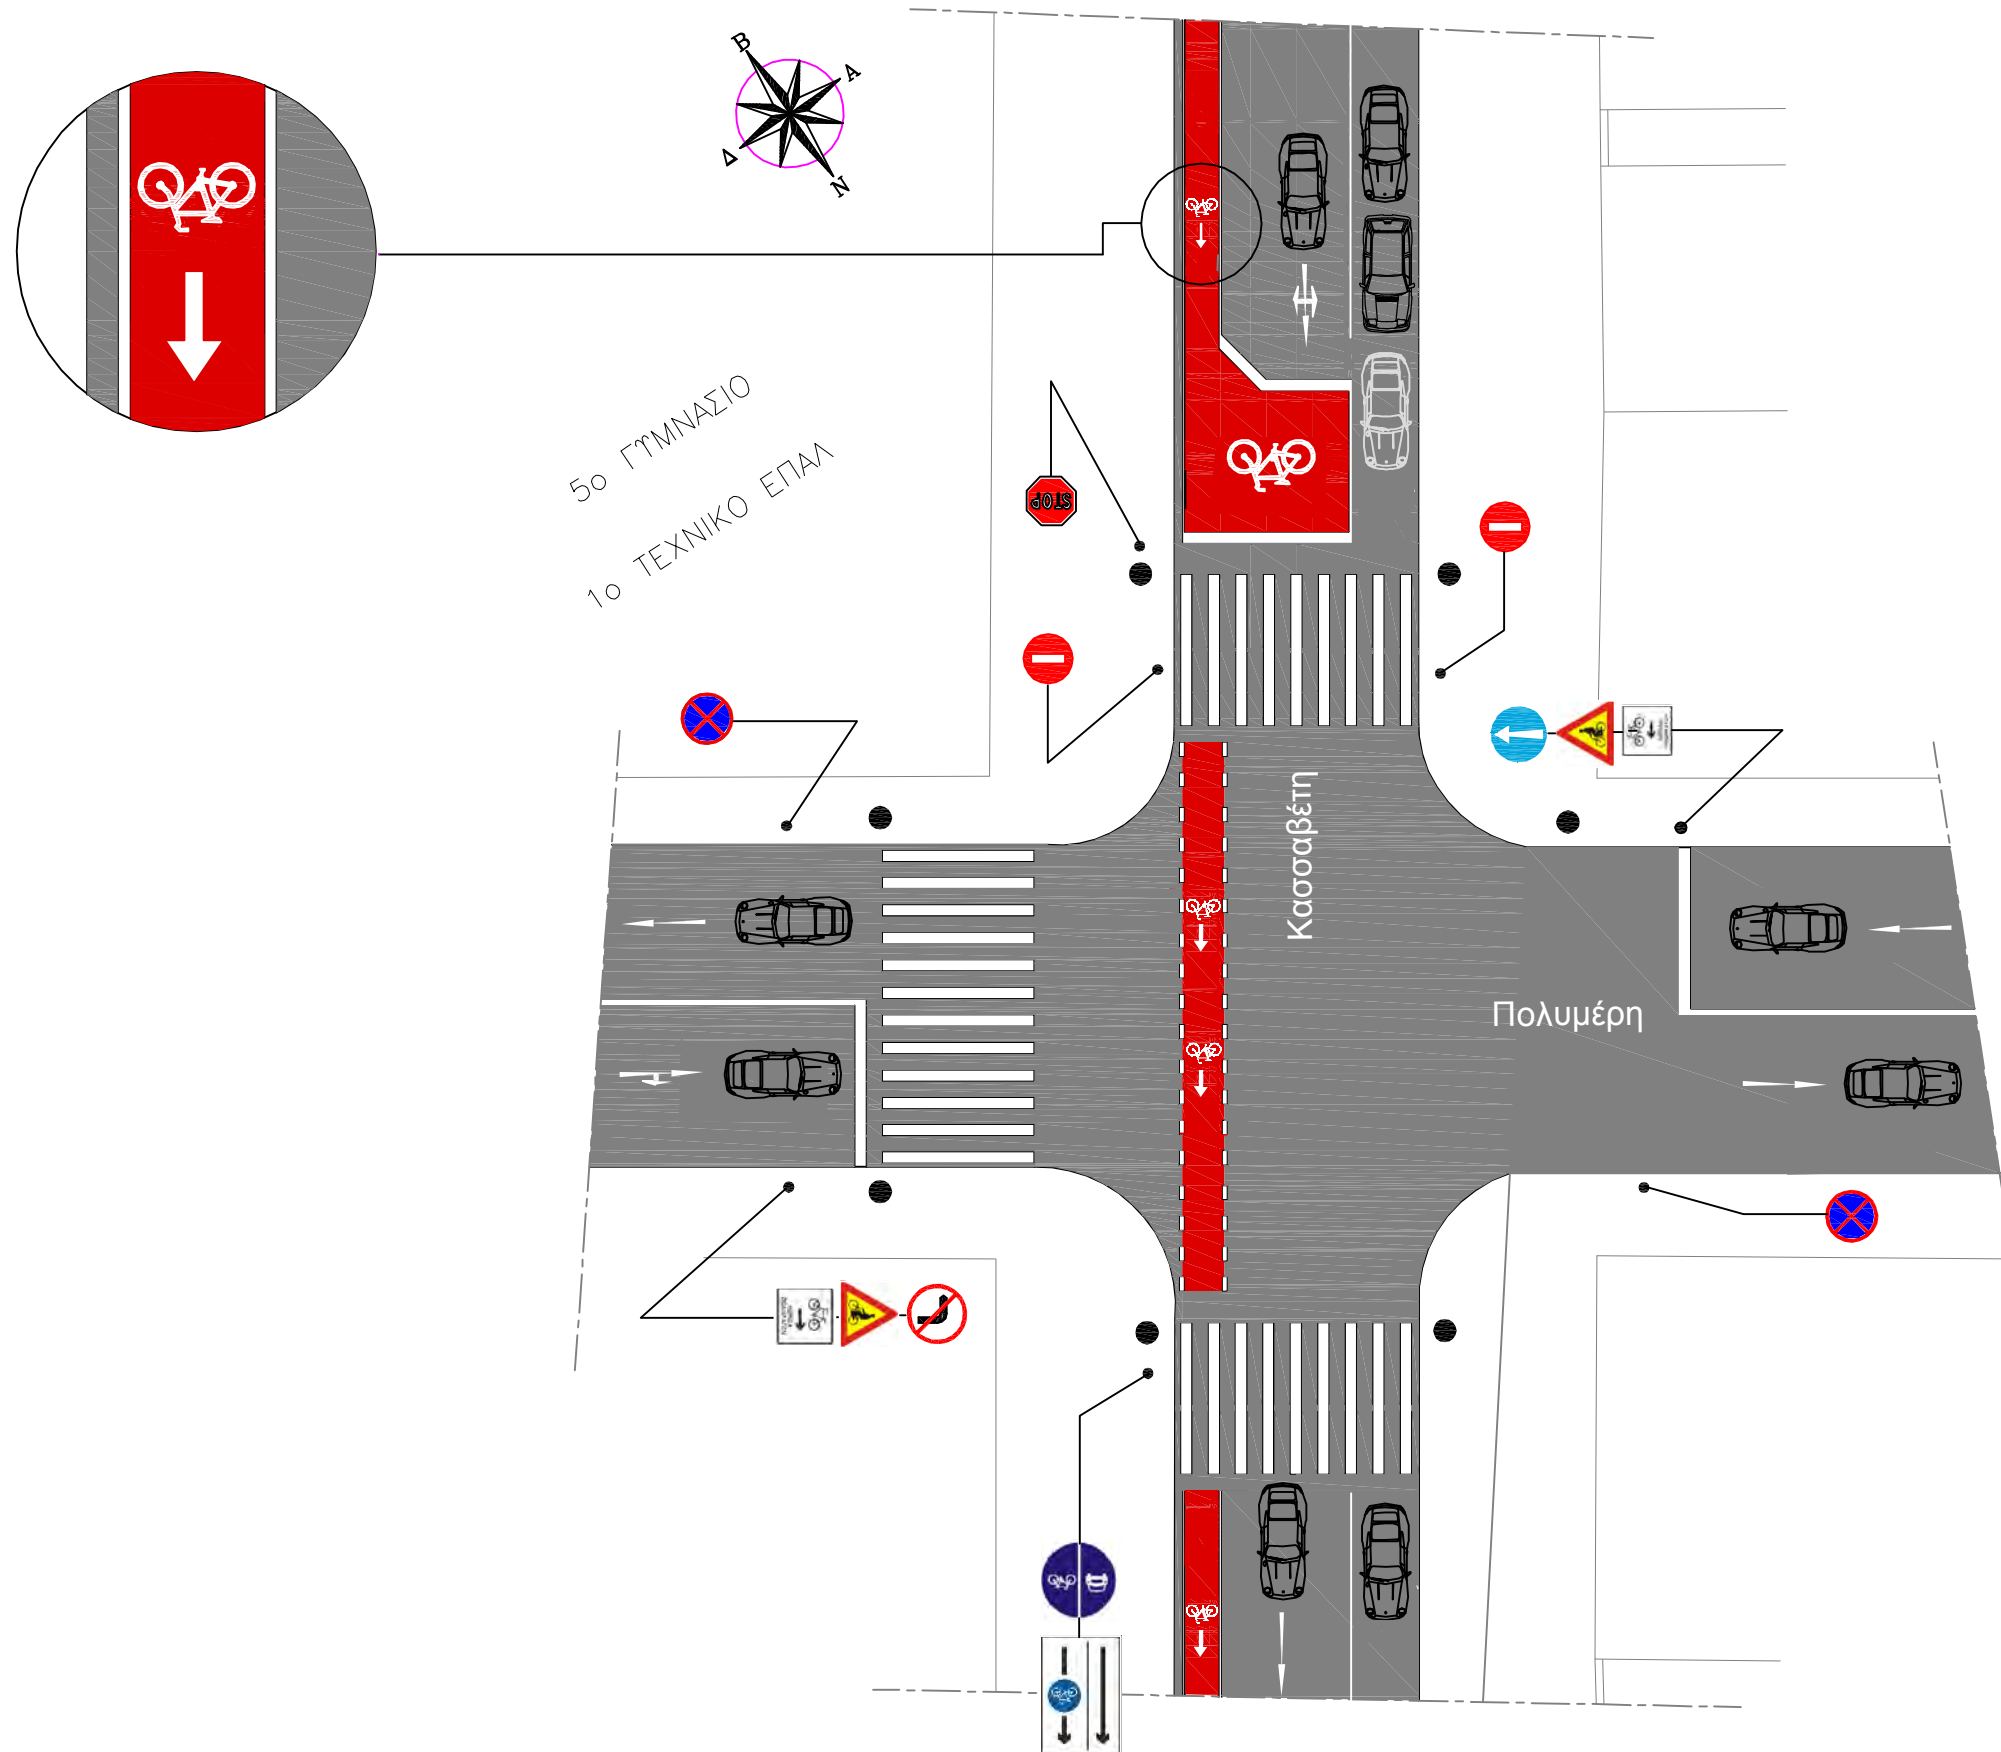 Β
Α
Δ
Ν
5ο ΓΥΜΝΑΣΙΟ
1ο ΤΕΧΝΙΚΟ ΕΠΑΛ
STOP
Κασσαβέτη
Πολυμέρη